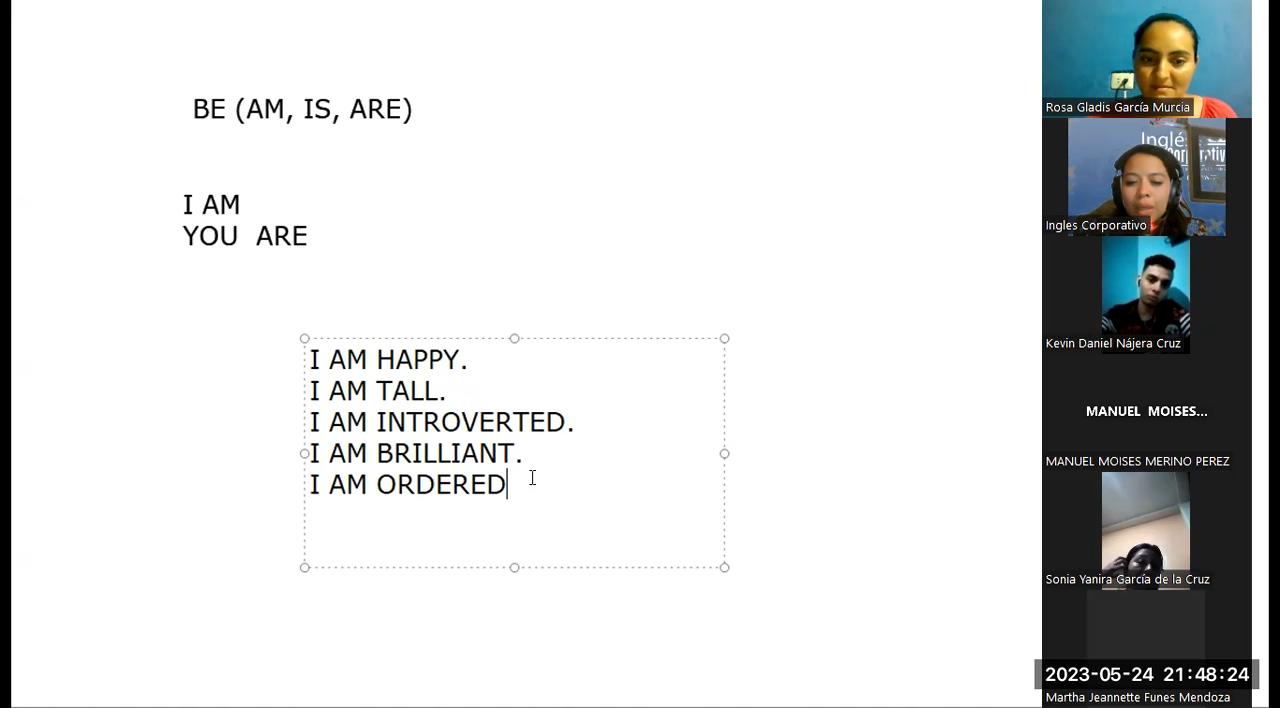 BE (AM, IS, ARE)
I AM
YOU ARE
I AM HAPPY.
I AM TALL.
I AM INTROVERTED.
I AM BRILLIANT.
I AM ORDERED
Rosa Gladis García Murcia
Inglés
Ingles Corporativo
Kevin Daniel Nájera Cruz
MANUEL MOISES...
MANUEL MOISES MERINO PEREZ
Sonia Yanira García de la Cruz
2023-05-24 21:48:24
Martha Jeannette Funes Mendoza